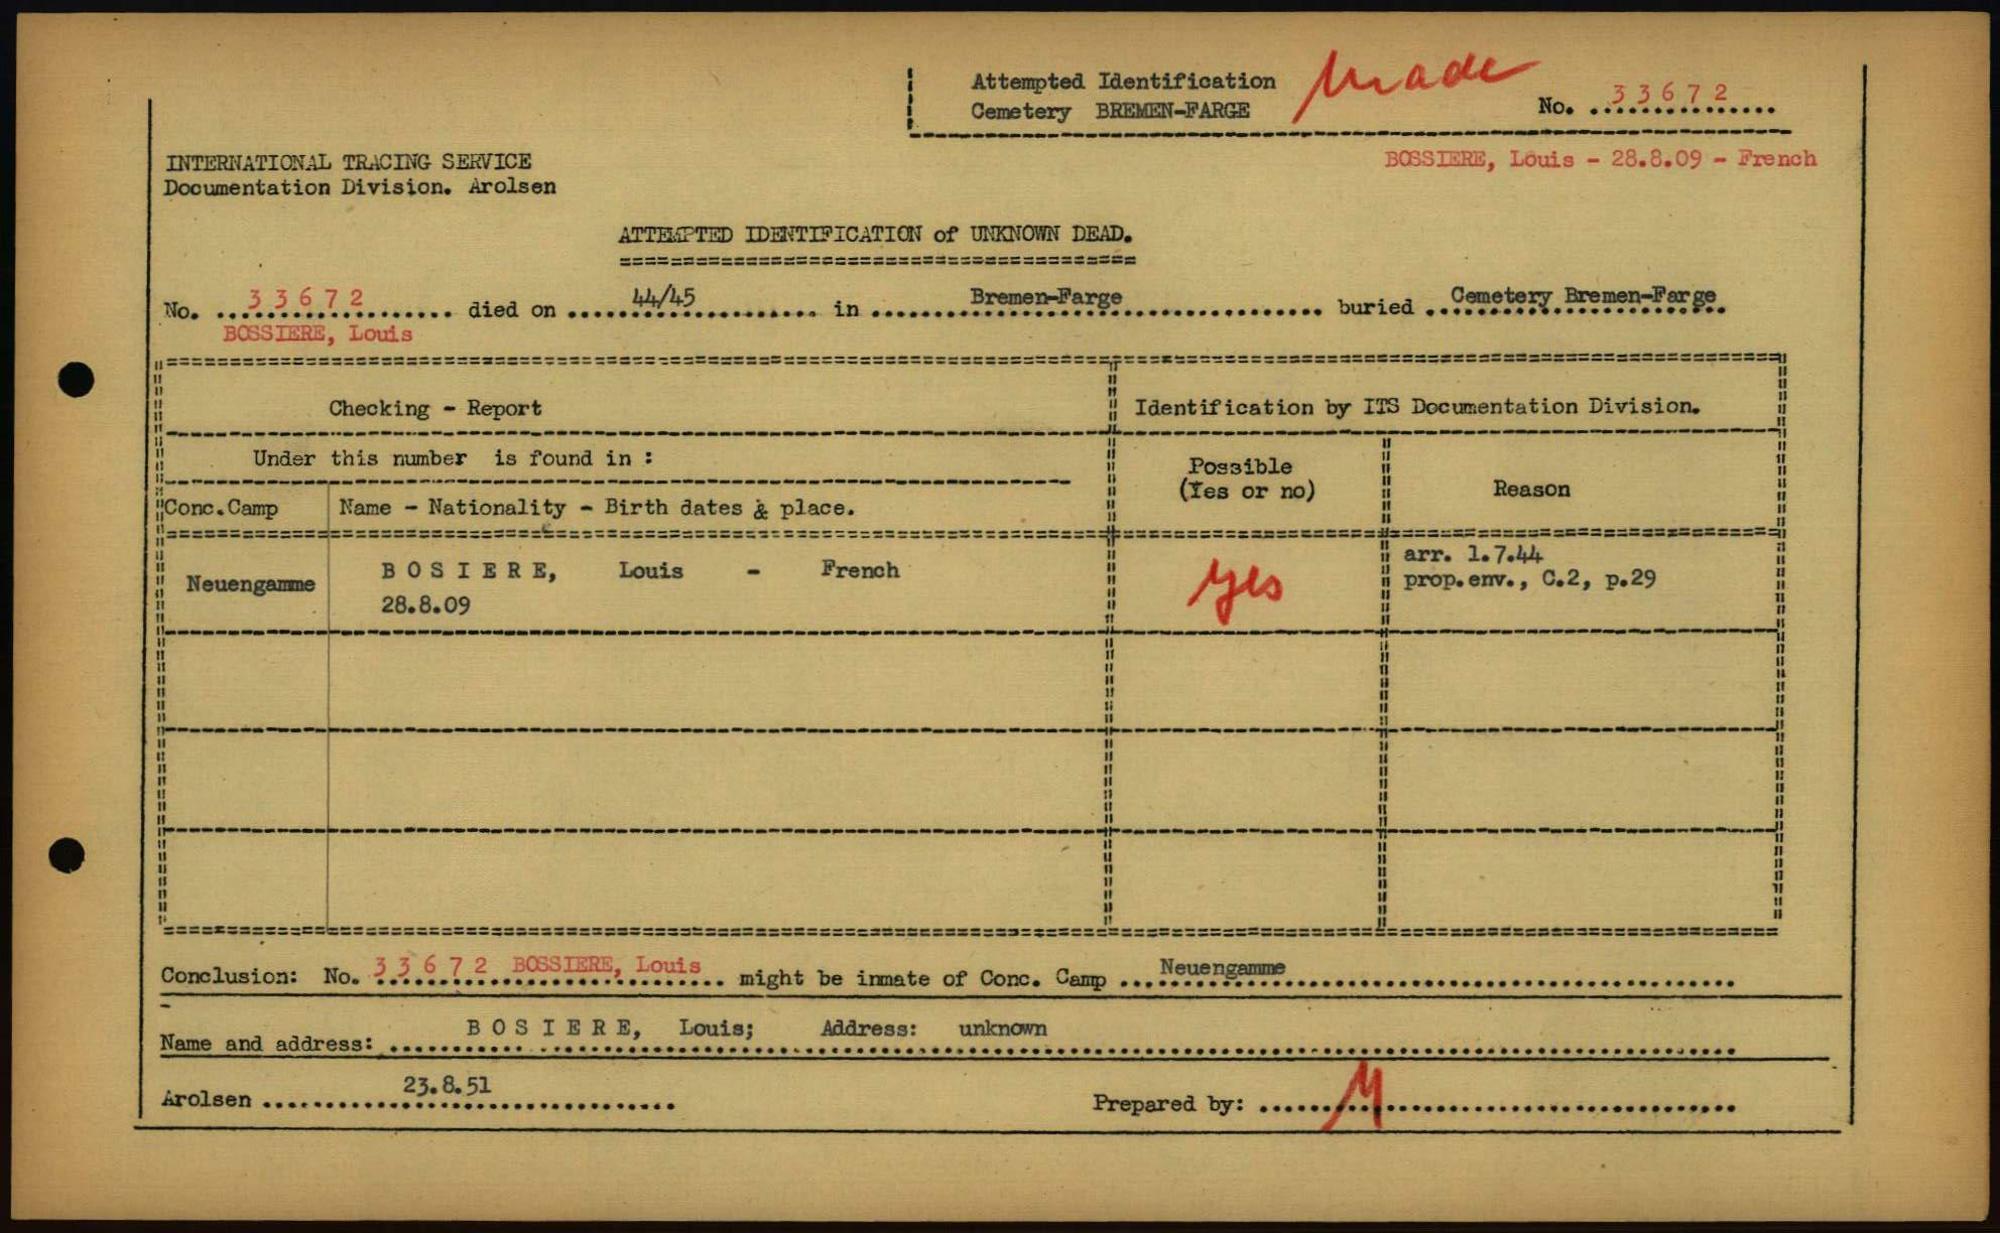 Attempted Identification Made
Cemetery BREMEN-FARGE No. 33672
BOSSIERE, Louis - 28.8.09 - French
INTERNATIONAL TRACING SERVICE
Documentation Division. Arolsen
ATTEMPTED IDENTIFICATION of UNKNOWN DEAD.
No. 33672 died on 44/45 in Bremen-Farge buried Cemetery Bremen-Farge
BOSSIERE, Louis
Checking - Report
Identification by ITS Documentation Division.
Under this number is found in :
Possible
(Yes or no)
Reason
Conc.Camp Name - Nationality - Birth dates & place.
Neuengamme
BOSIERE, Louis - French
28.8.09
yes
arr. 1.7.44
prop.env., C.2, p.29
Conclusion: No. 33672 BOSSIERE, Louis might be inmate of Conc. Camp Neuengamme
Name and address: BOSIERE, Louis; Address: unknown
Arolsen 23.8.51 Prepared by: M